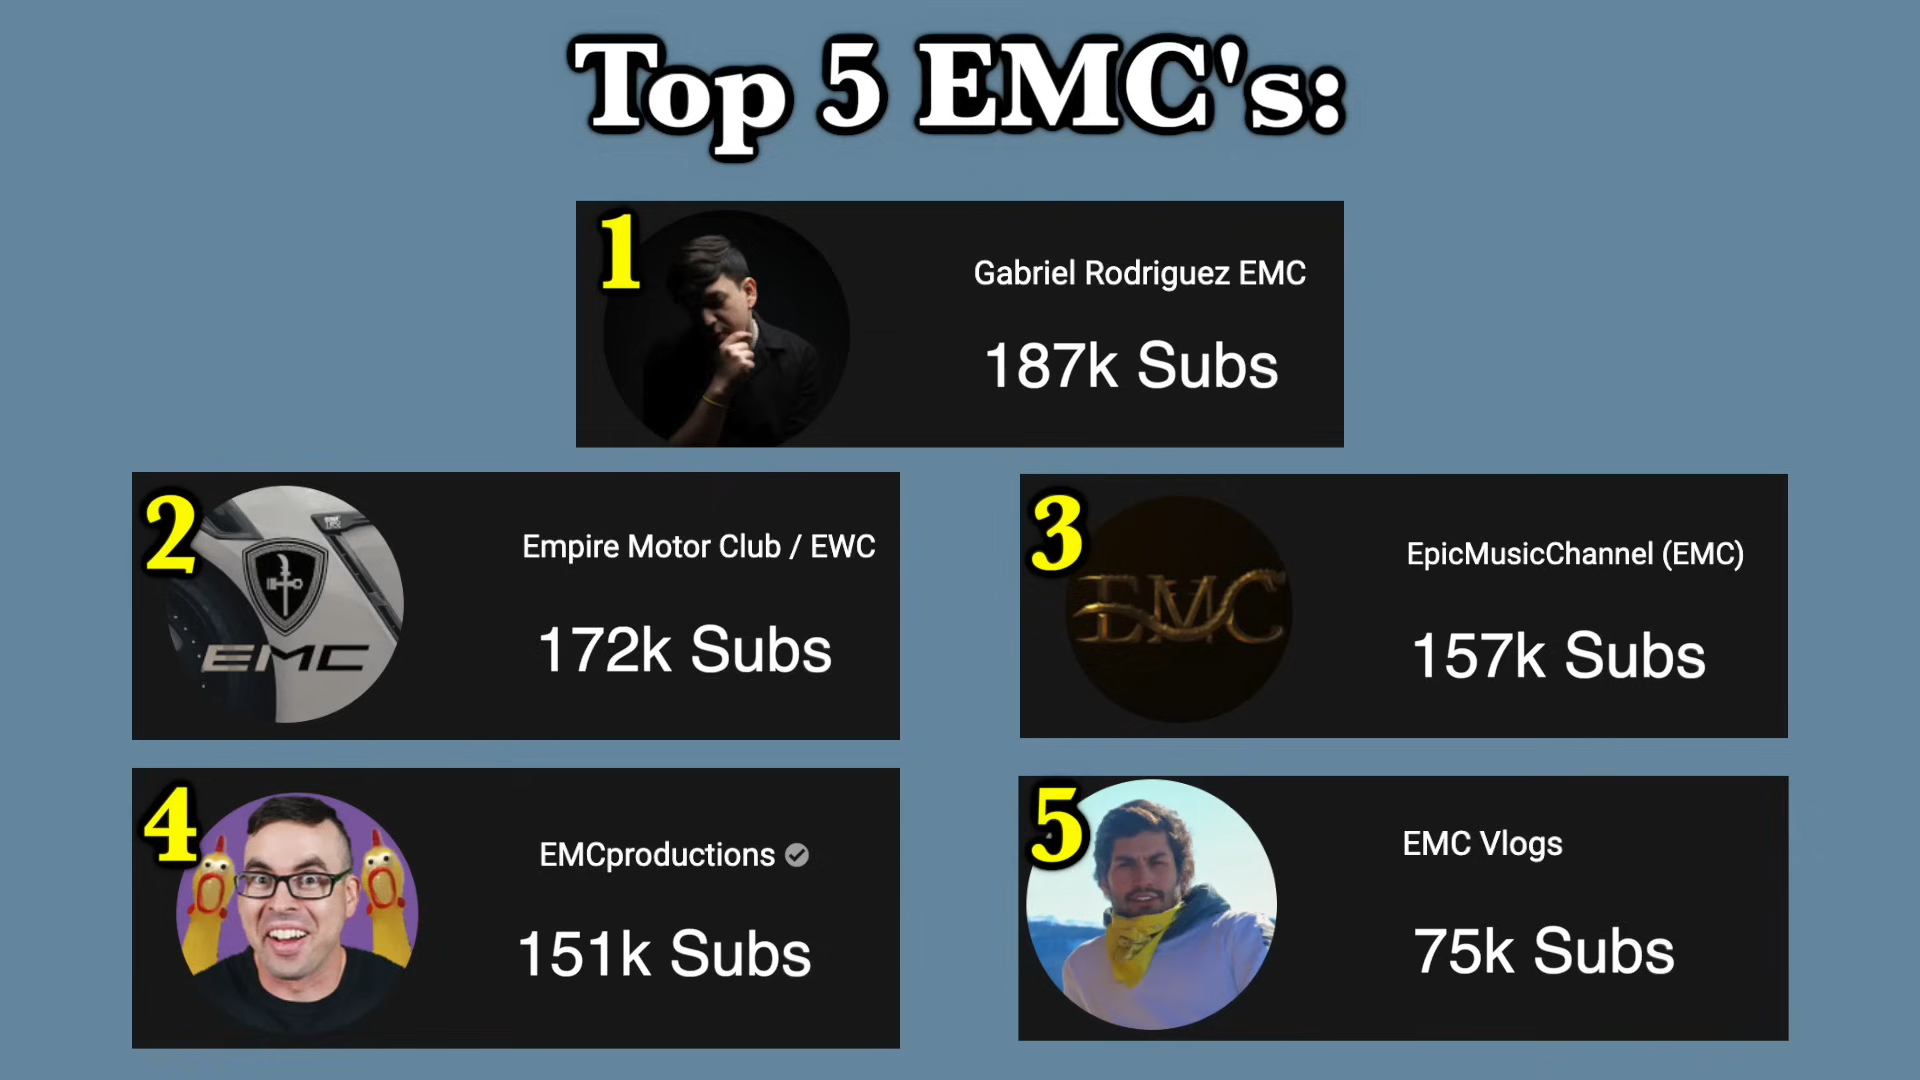 Top 5 EMC's:
1
Gabriel Rodriguez EMC
187k Subs
2
EMC
Empire Motor Club / EWC
172k Subs
3
EMC
EpicMusicChannel (EMC)
157k Subs
4
EMCproductions
151k Subs
5
EMC Vlogs
75k Subs